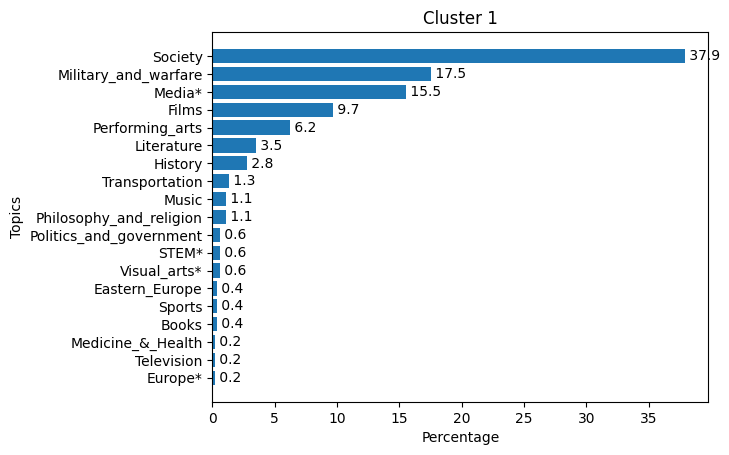 Cluster 1
Topics
Society 37.9
Military_and_warfare 17.5
Media* 15.5
Films 9.7
Performing_arts 6.2
Literature 3.5
History 2.8
Transportation 1.3
Music 1.1
Philosophy_and_religion 1.1
Politics_and_government 0.6
STEM* 0.6
Visual_arts* 0.6
Eastern_Europe 0.4
Sports 0.4
Books 0.4
Medicine_&_Health 0.2
Television 0.2
Europe* 0.2
0 5 10 15 20 25 30 35
Percentage